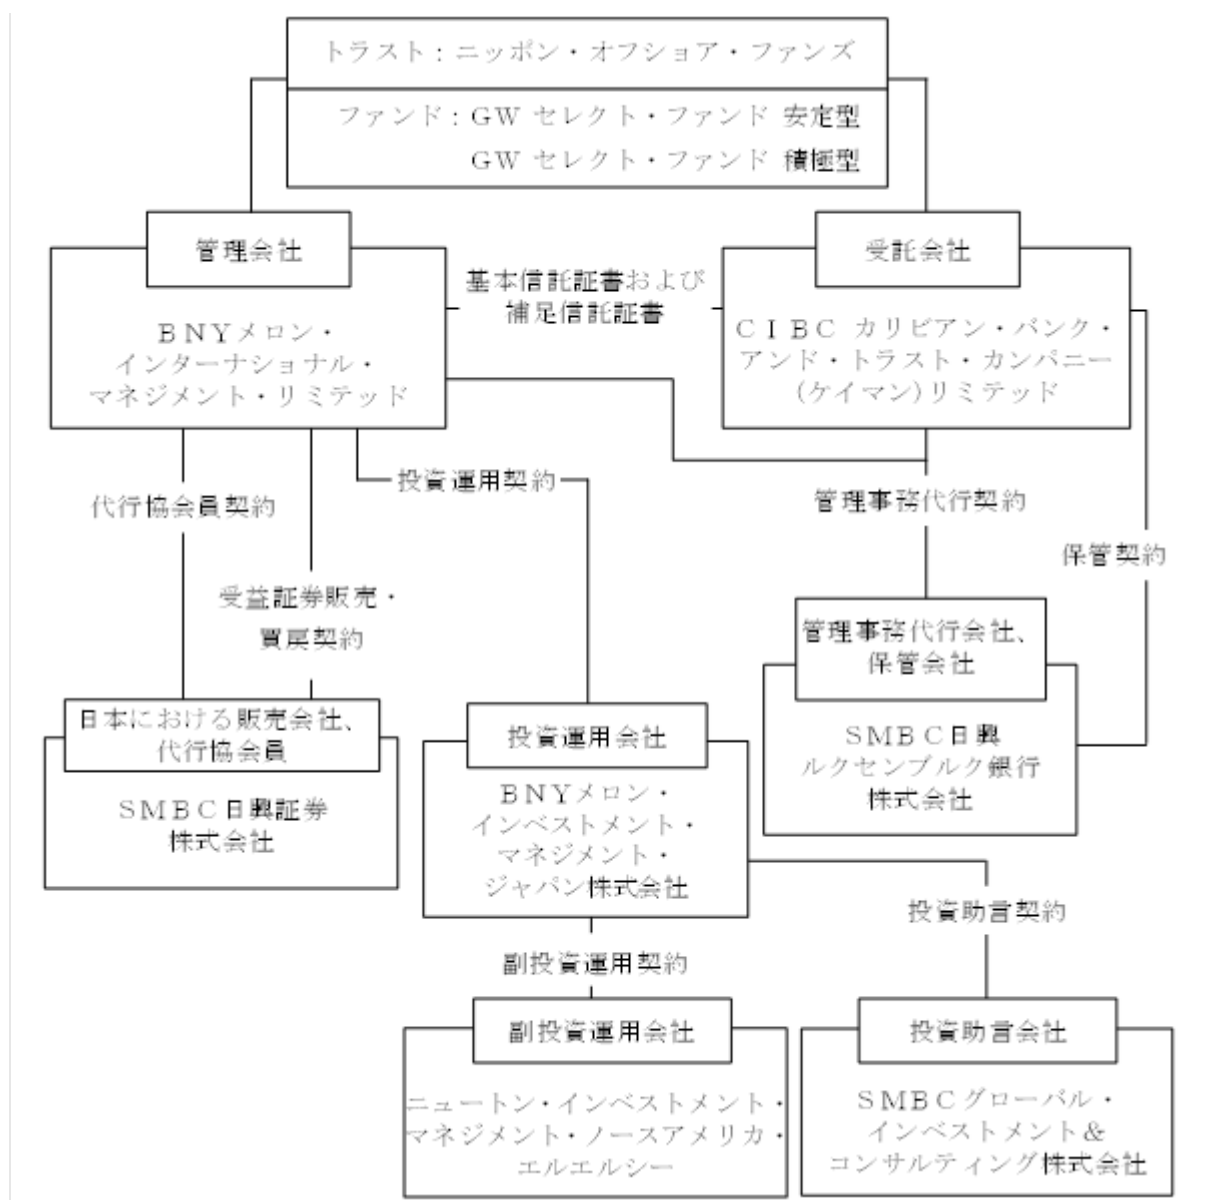 トラスト：ニッポン・オフショア・ファンズ
ファンド：GW セレクト・ファンド 安定型
GW セレクト・ファンド 積極型
管理会社
BNYメロン・
インターナショナル・
マネジメント・リミテッド
基本信託証書および
補足信託証書
受託会社
CIBC カリビアン・バンク・
アンド・トラスト・カンパニー
(ケイマン)リミテッド
代行協会員契約
受益証券販売・
買戻契約
投資運用契約
管理事務代行契約
保管契約
日本における販売会社、
代行協会員
SMBC日興証券
株式会社
投資運用会社
BNYメロン・
インベストメント・
マネジメント・
ジャパン株式会社
管理事務代行会社、
保管会社
SMBC日興
ルクセンブルク銀行
株式会社
副投資運用契約
投資助言契約
副投資運用会社
ニュートン・インベストメント・
マネジメント・ノースアメリカ・
エルエルシー
投資助言会社
SMBCグローバル・
インベストメント＆
コンサルティング株式会社